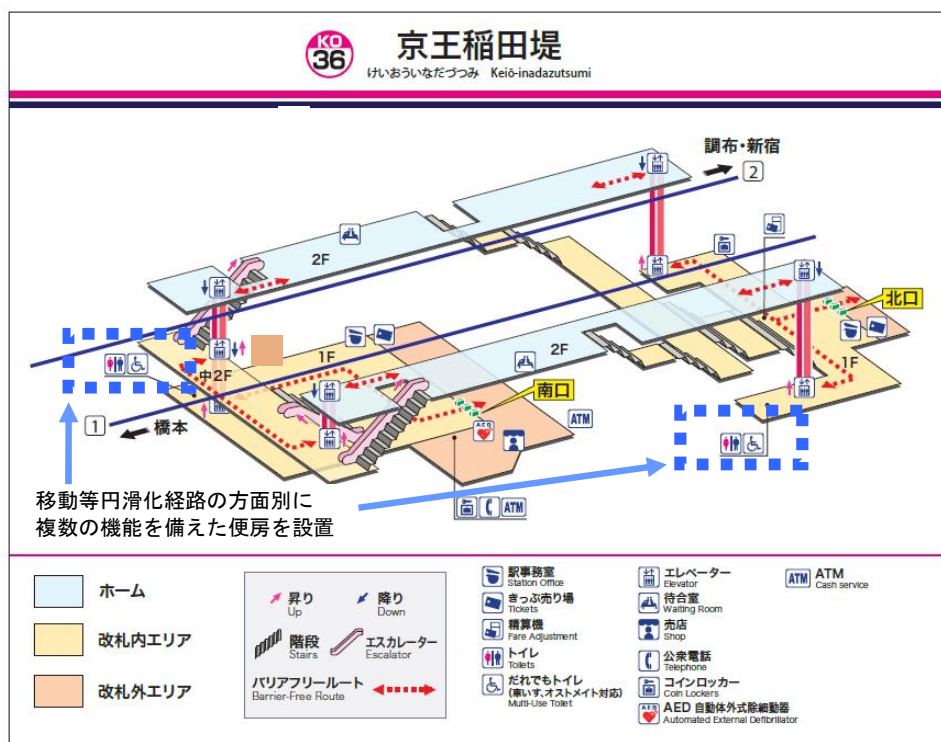 KO
36
京王稲田堤
けいおういなだづつみ Keiō-inadazutsumi
調布・新宿
2
2F
北口
1F
1F
2F
中2F
南口
ATM
AED
1
橋本
ATM
移動等円滑化経路の方面別に
複数の機能を備えた便房を設置
ホーム
改札内エリア
改札外エリア
昇り
Up
降り
Down
階段
Stairs
エスカレーター
Escalator
バリアフリールート
Barrier-Free Route
駅事務室
Station Office
きっぷ売り場
Tickets
精算機
Fare Adjustment
トイレ
Toilets
だれでもトイレ
(車いす、オストメイト対応)
Multi-Use Toilet
エレベーター
Elevator
待合室
Waiting Room
売店
Shop
公衆電話
Telephone
コインロッカー
Coin Lockers
AED
AED 自動体外式除細動器
Automated External Defibrillator
ATM
ATM
Cash service